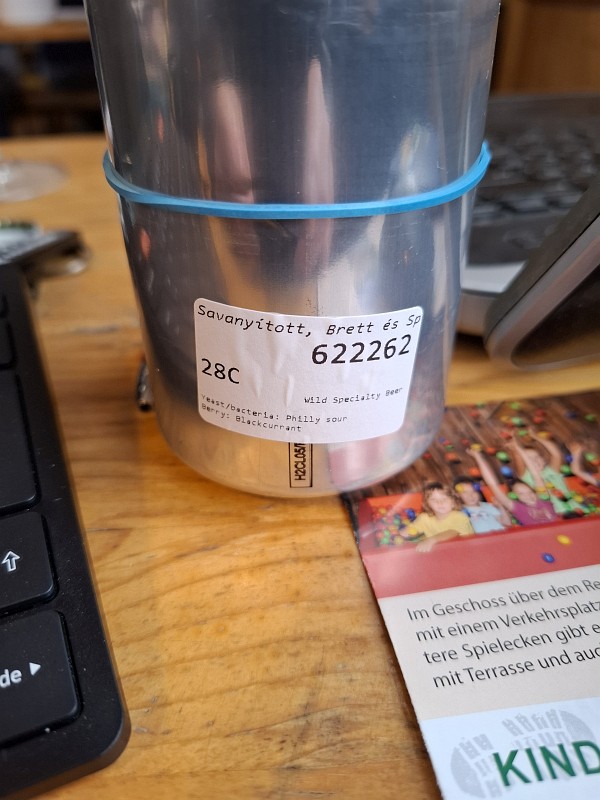 Savanyított, Brett és Sp
622262
28C
Wild Specialty Beer
Yeast/bacteria: Philly sour
Berry: Blackcurrant
H2CL05/
de
Im Geschoss über dem Re
mit einem Verkehrsplatz
tere Spielecken gibt e
mit Terrasse und auc
KIND